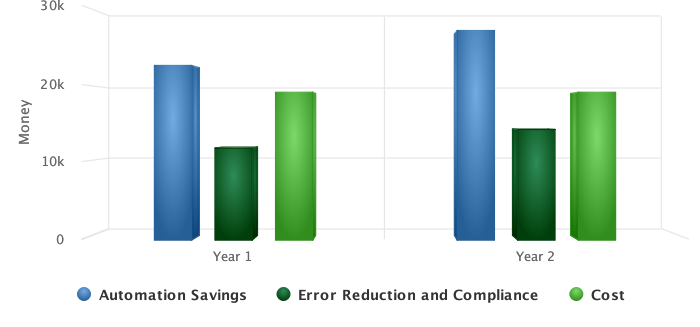 30k
20k
Money
10k
0
Year 1 Year 2
Automation Savings Error Reduction and Compliance Cost